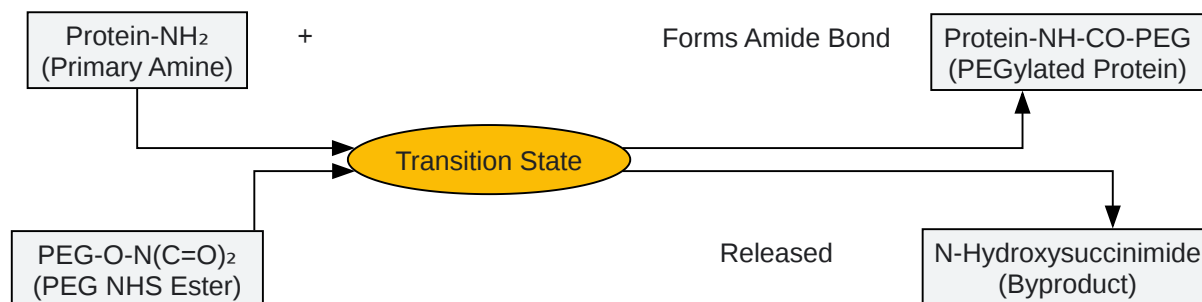 Protein-NH₂
(Primary Amine)
+
Forms Amide Bond
Protein-NH-CO-PEG
(PEGylated Protein)
Transition State
PEG-O-N(C=O)₂
(PEG NHS Ester)
Released
N-Hydroxysuccinimide
(Byproduct)